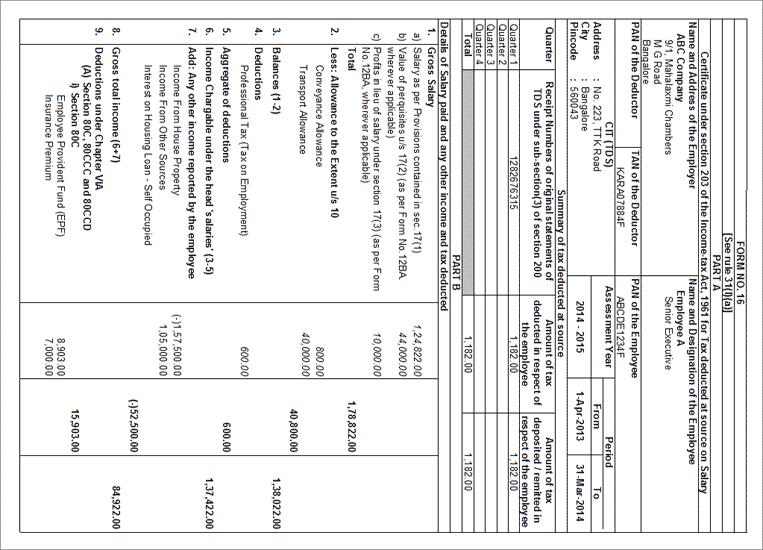 FORM NO. 16
[See rule 31(I)(a)]
PART A
Certificate under section 203 of the Income-tax Act, 1961 for Tax deducted at source on Salary
Name and Address of the Employer Name and Designation of the Employee
ABC Company Employee A
9/1, Mahalaxmi Chambers Senior Executive
M G Road
Bangalore
PAN of the Deductor TAN of the Deductor PAN of the Employee
KARA07884F ABCDE1234F
CIT (TDS) Assessment Year Period
From To
Address : No. 223, TTK Road
City : Bangalore 2014 - 2015 1-Apr-2013 31-Mar-2014
Pincode : 560043
Summary of tax deducted at source
Quarter Receipt Numbers of original statements of TDS under sub-section(3) of section 200 Amount of tax deducted in respect of the employee Amount of tax deposited / remitted in respect of the employee
Quarter 1 1282676315 1,182.00 1,182.00
Quarter 2
Quarter 3
Quarter 4
Total 1,182.00 1,182.00
PART B
Details of Salary paid and any other income and tax deducted
1. Gross Salary
a) Salary as per Provisions contained in sec.17(1) 1,24,822.00
b) Value of perquisites u/s 17(2) (as per Form No.12BA 44,000.00
wherever applicable)
c) Profits in lieu of salary under section 17(3) (as per Form 10,000.00
No.12BA, wherever applicable)
Total 1,78,822.00
2. Less: Allowance to the Extent u/s 10
Conveyance Allowance 800.00
Transport Allowance 40,000.00
40,800.00
3. Balances (1-2) 1,38,022.00
4. Deductions
Professional Tax (Tax on Employment) 600.00
5. Aggregate of deductions 600.00
6. Income Chargable under the head 'salaries' (3-5) 1,37,422.00
7. Add: Any other income reported by the employee
Income From House Property (-)1,57,500.00
Income From Other Sources 1,05,000.00
Interest on Housing Loan - Self Occupied
(-)52,500.00
8. Gross total income (6+7) 84,922.00
9. Deductions under Chapter VIA
(A) Section 80C, 80CCC and 80CCD
i) Section 80C 15,903.00
Employee Provident Fund (EPF) 8,903.00
Insurance Premium 7,000.00